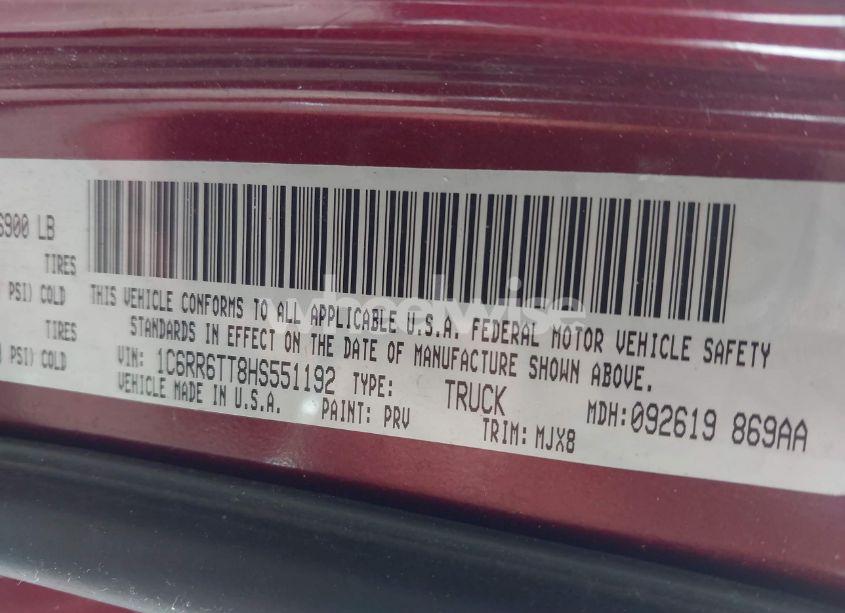 6900 LB
TIRES
PSI) COLD
TIRES
PSI) COLD
THIS VEHICLE CONFORMS TO ALL APPLICABLE U.S.A. FEDERAL MOTOR VEHICLE SAFETY
STANDARDS IN EFFECT ON THE DATE OF MANUFACTURE SHOWN ABOVE.
VIN: 1C6RR6TT8HS551192 TYPE: TRUCK MDH:092619 869AA
VEHICLE MADE IN U.S.A. PAINT: PRV TRIM: MJX8
wheelwise